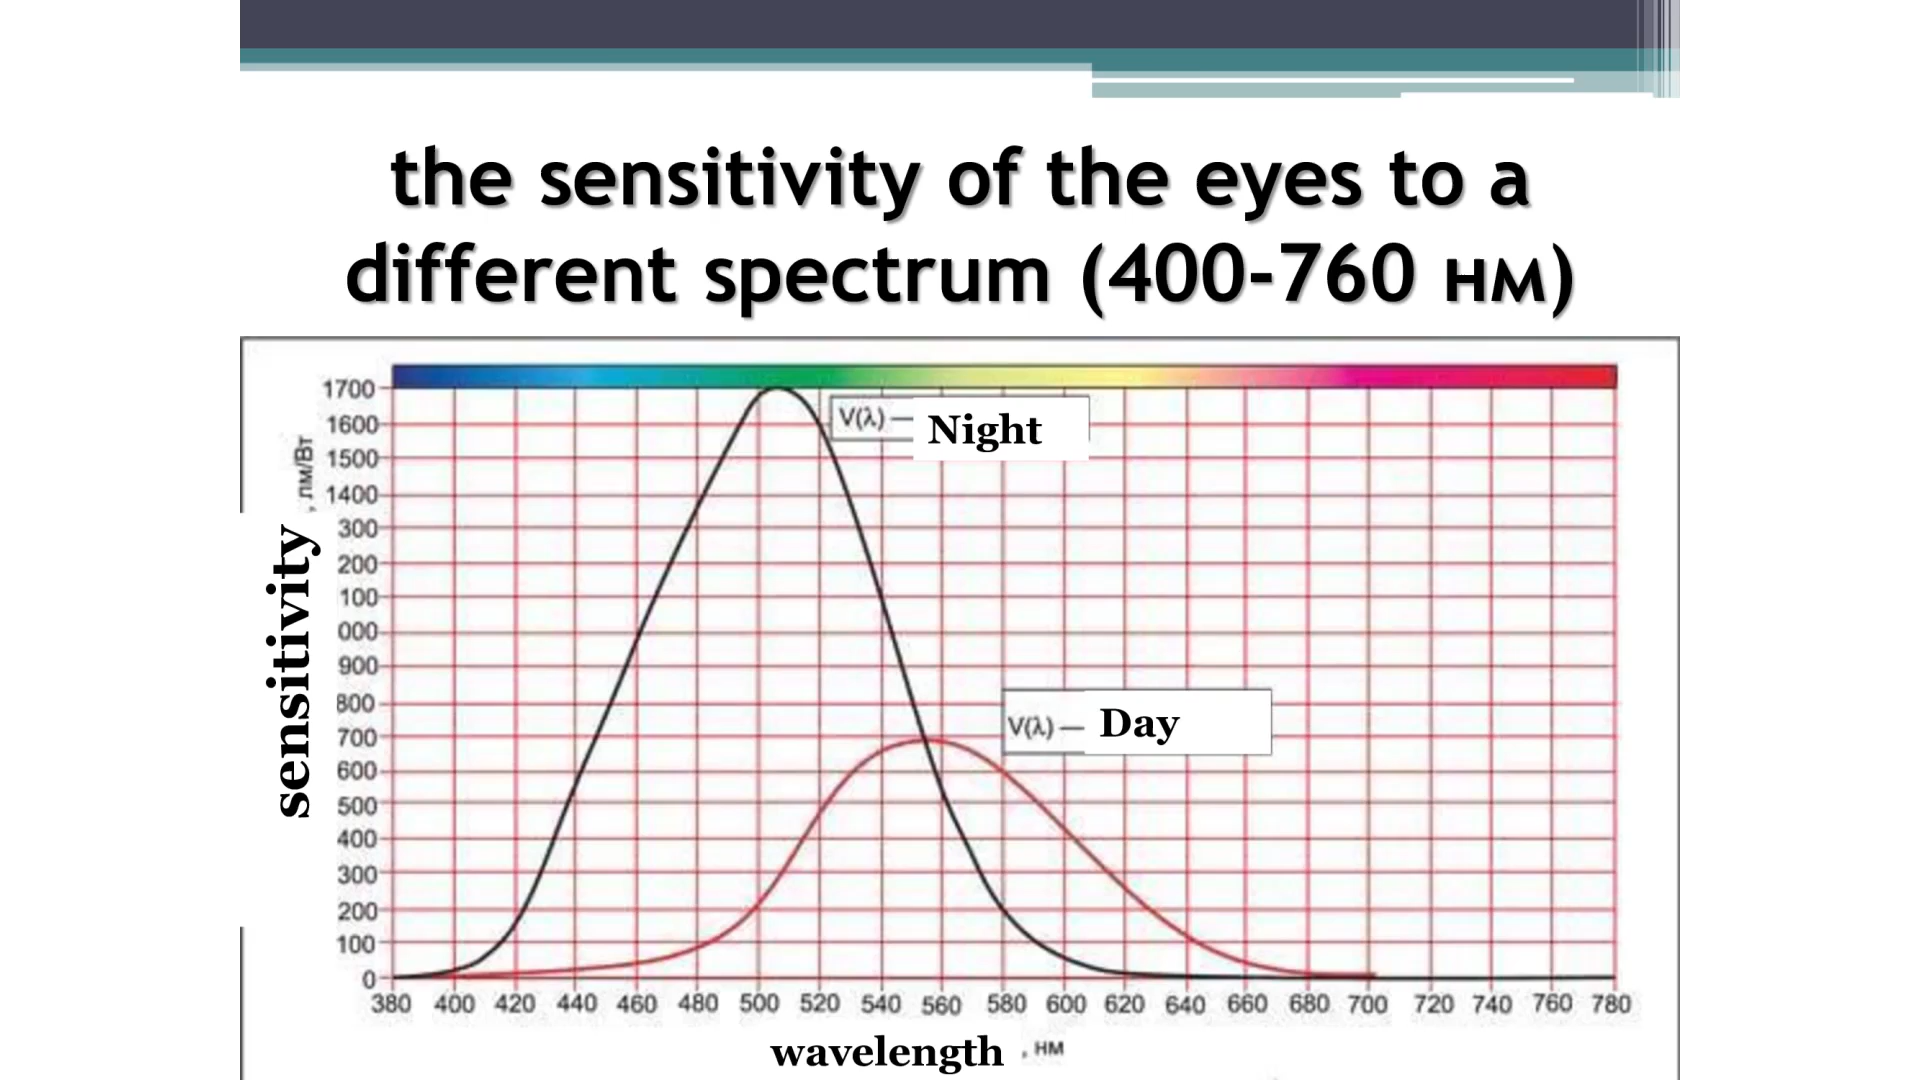 the sensitivity of the eyes to a
different spectrum (400-760 нм)
1700
1600
1500
1400
300
200
100
000
900
800
700
600
500
400
300
200
100
0
sensitivity , лм/Вт
V(λ) — Night
V(λ) — Day
380 400 420 440 460 480 500 520 540 560 580 600 620 640 660 680 700 720 740 760 780
wavelength , нм